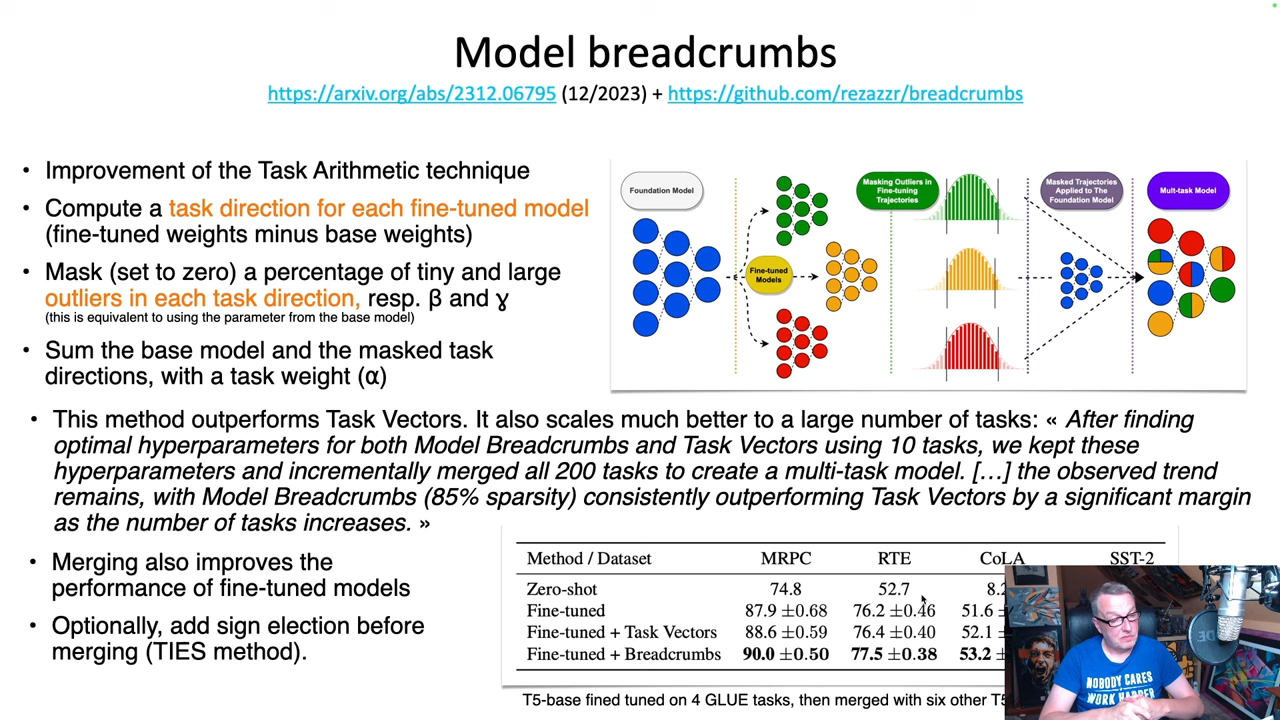 Model breadcrumbs
https://arxiv.org/abs/2312.06795 (12/2023) + https://github.com/rezazzr/breadcrumbs
• Improvement of the Task Arithmetic technique
• Compute a task direction for each fine-tuned model
(fine-tuned weights minus base weights)
• Mask (set to zero) a percentage of tiny and large
outliers in each task direction, resp. β and ɣ
(this is equivalent to using the parameter from the base model)
• Sum the base model and the masked task
directions, with a task weight (α)
Foundation Model
Fine-tuned
Models
Masking Outliers in
Fine-tuning
Trajectories
Masked Trajectories
Applied to The
Foundation Model
Mult-task Model
• This method outperforms Task Vectors. It also scales much better to a large number of tasks: « After finding
optimal hyperparameters for both Model Breadcrumbs and Task Vectors using 10 tasks, we kept these
hyperparameters and incrementally merged all 200 tasks to create a multi-task model. […] the observed trend
remains, with Model Breadcrumbs (85% sparsity) consistently outperforming Task Vectors by a significant margin
as the number of tasks increases. »
• Merging also improves the
performance of fine-tuned models
• Optionally, add sign election before
merging (TIES method).
Method / Dataset MRPC RTE CoLA SST-2
Zero-shot 74.8 52.7 8.2
Fine-tuned 87.9 ±0.68 76.2 ±0.46 51.6
Fine-tuned + Task Vectors 88.6 ±0.59 76.4 ±0.40 52.1
Fine-tuned + Breadcrumbs 90.0 ±0.50 77.5 ±0.38 53.2
T5-base fined tuned on 4 GLUE tasks, then merged with six other T5
NOBODY CARES
WORK HARDER